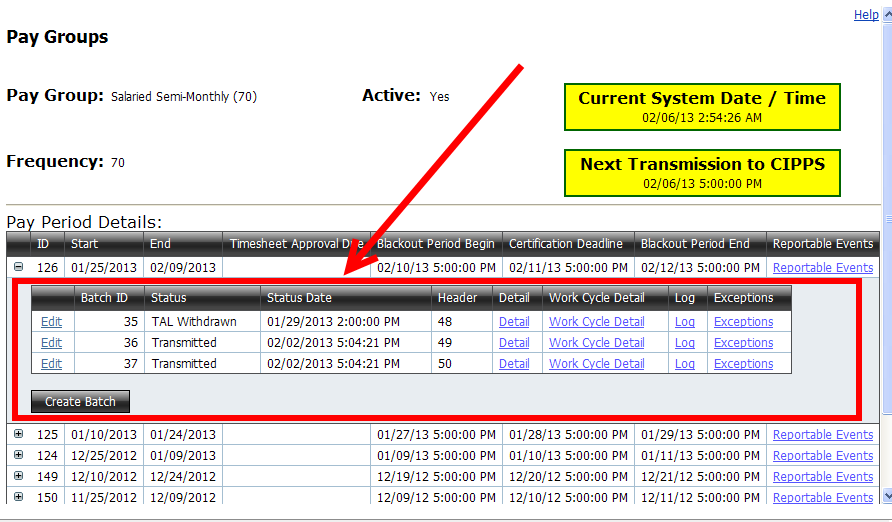 Help
Pay Groups
Pay Group: Salaried Semi-Monthly (70) Active: Yes
Current System Date / Time
02/06/13 2:54:26 AM
Frequency: 70
Next Transmission to CIPPS
02/06/13 5:00:00 PM
Pay Period Details:
ID Start End Timesheet Approval Due Blackout Period Begin Certification Deadline Blackout Period End Reportable Events
126 01/25/2013 02/09/2013 02/10/13 5:00:00 PM 02/11/13 5:00:00 PM 02/12/13 5:00:00 PM Reportable Events
Batch ID Status Status Date Header Detail Work Cycle Detail Log Exceptions
Edit 35 TAL Withdrawn 01/29/2013 2:00:00 PM 48 Detail Work Cycle Detail Log Exceptions
Edit 36 Transmitted 02/02/2013 5:04:21 PM 49 Detail Work Cycle Detail Log Exceptions
Edit 37 Transmitted 02/02/2013 5:04:21 PM 50 Detail Work Cycle Detail Log Exceptions
Create Batch
125 01/10/2013 01/24/2013 01/27/13 5:00:00 PM 01/28/13 5:00:00 PM 01/29/13 5:00:00 PM Reportable Events
124 12/25/2012 01/09/2013 01/09/13 5:00:00 PM 01/10/13 5:00:00 PM 01/11/13 5:00:00 PM Reportable Events
149 12/10/2012 12/24/2012 12/19/12 5:00:00 PM 12/20/12 5:00:00 PM 12/21/12 5:00:00 PM Reportable Events
150 11/25/2012 12/09/2012 12/09/12 5:00:00 PM 12/10/12 5:00:00 PM 12/11/12 5:00:00 PM Reportable Events